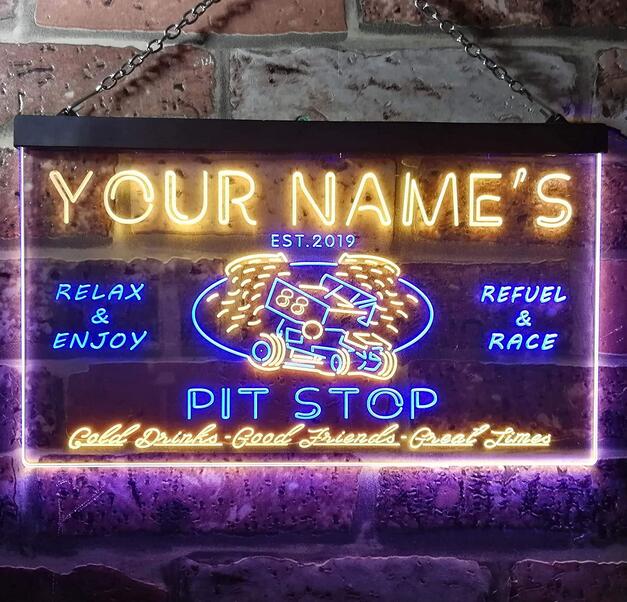 YOUR NAME'S
EST.2019
RELAX
&
ENJOY
88
REFUEL
&
RACE
PIT STOP
Cold Drinks-Good Friends-Great Times